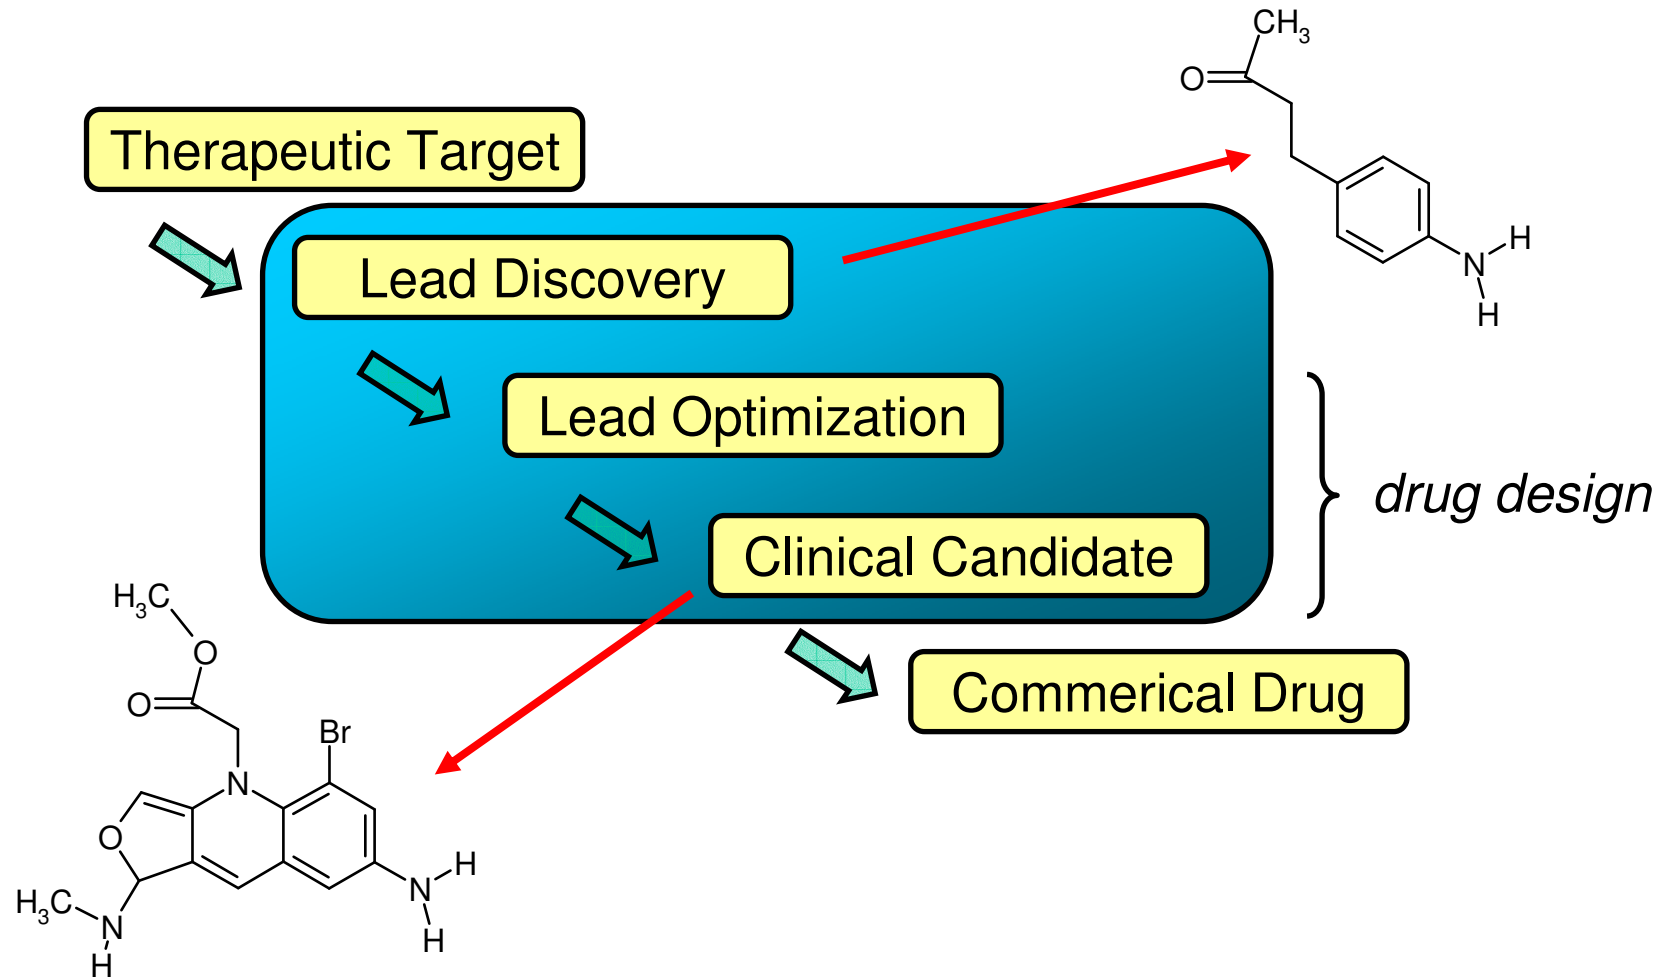 CH3
O
Therapeutic Target
Lead Discovery
H
N
H
Lead Optimization
drug design
Clinical Candidate
H3C
O
O
Commerical Drug
Br
N
O
H
N
H3C
N
H
H